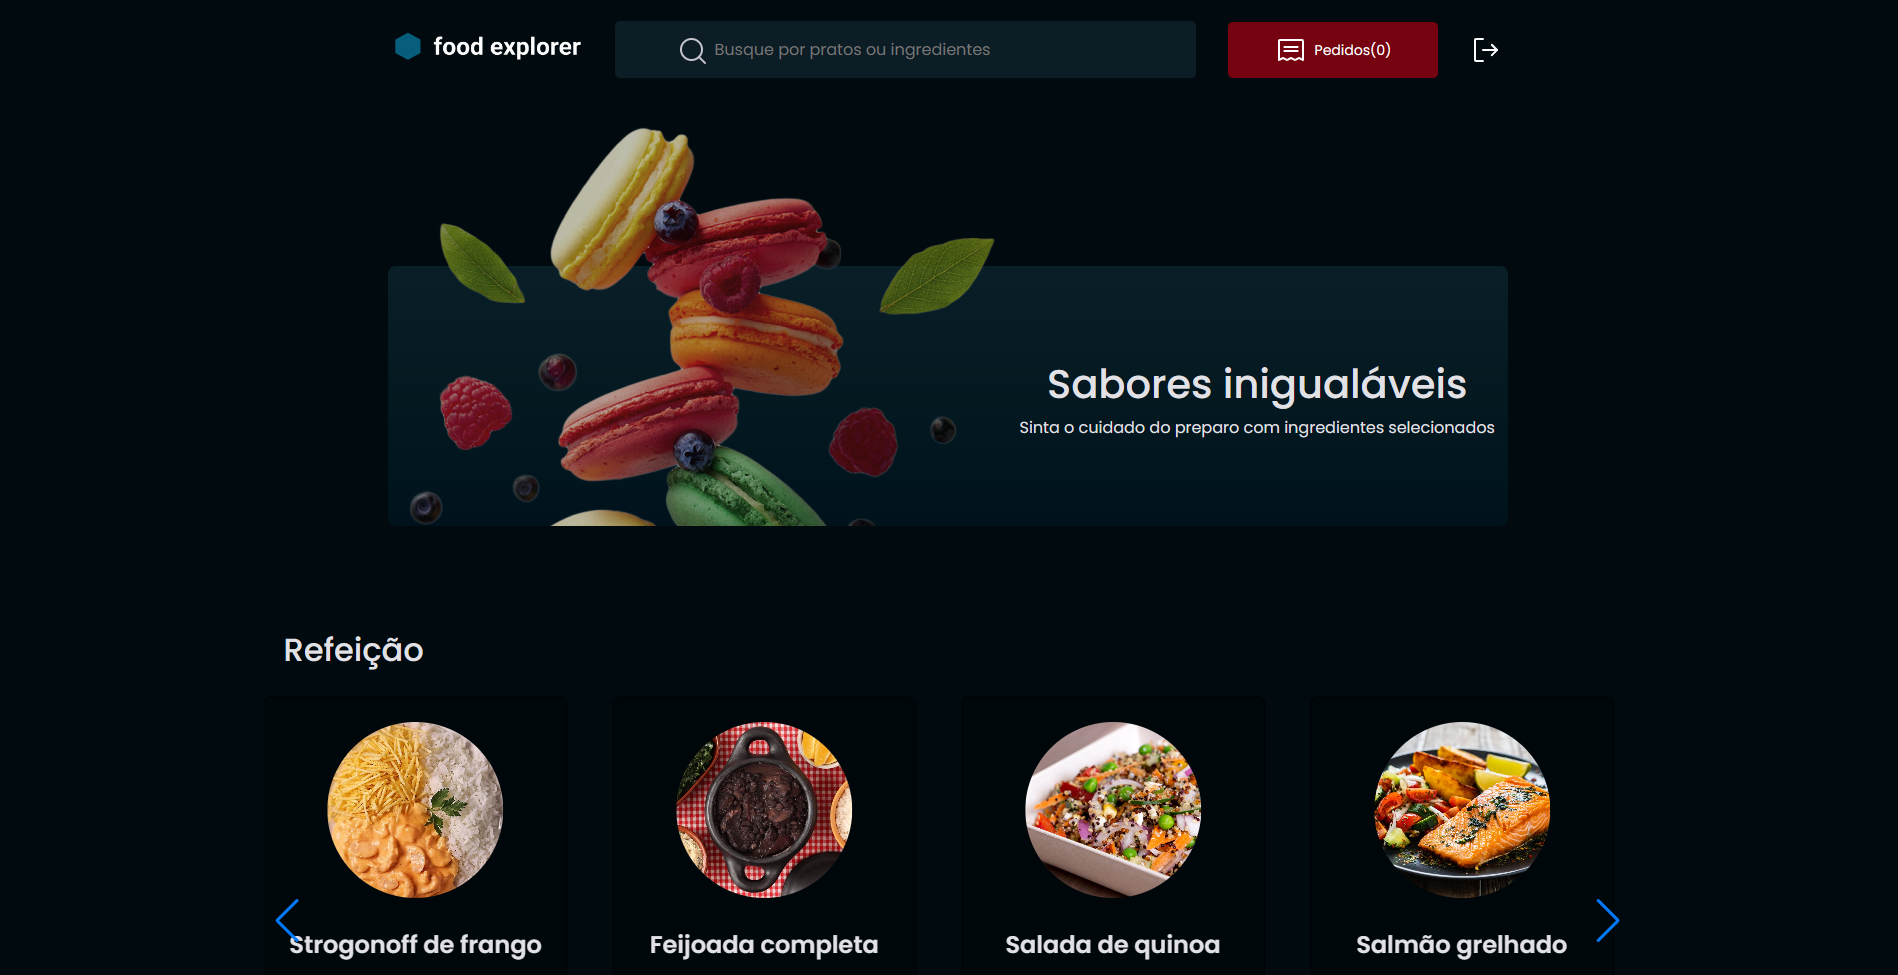 food explorer
Busque por pratos ou ingredientes
Pedidos(0)
Sabores inigualáveis
Sinta o cuidado do preparo com ingredientes selecionados
Refeição
Strogonoff de frango
Feijoada completa
Salada de quinoa
Salmão grelhado